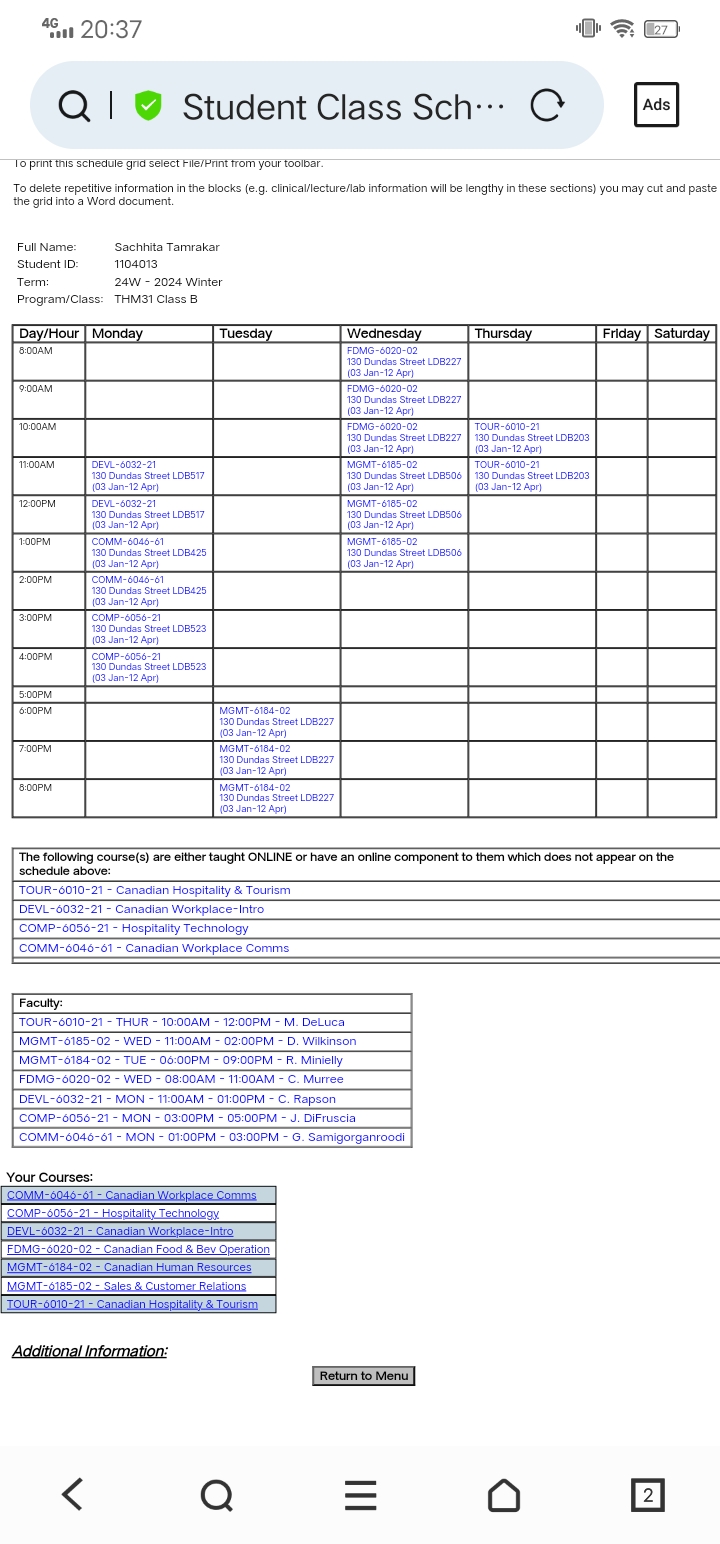 4G 20:37 27
Student Class Sch··· Ads
To print this schedule grid select File/Print from your toolbar.
To delete repetitive information in the blocks (e.g. clinical/lecture/lab information will be lengthy in these sections) you may cut and paste
the grid into a Word document.
Full Name: Sachhita Tamrakar
Student ID: 1104013
Term: 24W - 2024 Winter
Program/Class: THM31 Class B
Day/Hour Monday Tuesday Wednesday Thursday Friday Saturday
8:00AM FDMG-6020-02
130 Dundas Street LDB227
(03 Jan-12 Apr)
9:00AM FDMG-6020-02
130 Dundas Street LDB227
(03 Jan-12 Apr)
10:00AM FDMG-6020-02 TOUR-6010-21
130 Dundas Street LDB227 130 Dundas Street LDB203
(03 Jan-12 Apr) (03 Jan-12 Apr)
11:00AM DEVL-6032-21 MGMT-6185-02 TOUR-6010-21
130 Dundas Street LDB517 130 Dundas Street LDB506 130 Dundas Street LDB203
(03 Jan-12 Apr) (03 Jan-12 Apr) (03 Jan-12 Apr)
12:00PM DEVL-6032-21 MGMT-6185-02
130 Dundas Street LDB517 130 Dundas Street LDB506
(03 Jan-12 Apr) (03 Jan-12 Apr)
1:00PM COMM-6046-61 MGMT-6185-02
130 Dundas Street LDB425 130 Dundas Street LDB506
(03 Jan-12 Apr) (03 Jan-12 Apr)
2:00PM COMM-6046-61
130 Dundas Street LDB425
(03 Jan-12 Apr)
3:00PM COMP-6056-21
130 Dundas Street LDB523
(03 Jan-12 Apr)
4:00PM COMP-6056-21
130 Dundas Street LDB523
(03 Jan-12 Apr)
5:00PM
6:00PM MGMT-6184-02
130 Dundas Street LDB227
(03 Jan-12 Apr)
7:00PM MGMT-6184-02
130 Dundas Street LDB227
(03 Jan-12 Apr)
8:00PM MGMT-6184-02
130 Dundas Street LDB227
(03 Jan-12 Apr)
The following course(s) are either taught ONLINE or have an online component to them which does not appear on the
schedule above:
TOUR-6010-21 - Canadian Hospitality & Tourism
DEVL-6032-21 - Canadian Workplace-Intro
COMP-6056-21 - Hospitality Technology
COMM-6046-61 - Canadian Workplace Comms
Faculty:
TOUR-6010-21 - THUR - 10:00AM - 12:00PM - M. DeLuca
MGMT-6185-02 - WED - 11:00AM - 02:00PM - D. Wilkinson
MGMT-6184-02 - TUE - 06:00PM - 09:00PM - R. Minielly
FDMG-6020-02 - WED - 08:00AM - 11:00AM - C. Murree
DEVL-6032-21 - MON - 11:00AM - 01:00PM - C. Rapson
COMP-6056-21 - MON - 03:00PM - 05:00PM - J. DiFruscia
COMM-6046-61 - MON - 01:00PM - 03:00PM - G. Samigorganroodi
Your Courses:
COMM-6046-61 - Canadian Workplace Comms
COMP-6056-21 - Hospitality Technology
DEVL-6032-21 - Canadian Workplace-Intro
FDMG-6020-02 - Canadian Food & Bev Operation
MGMT-6184-02 - Canadian Human Resources
MGMT-6185-02 - Sales & Customer Relations
TOUR-6010-21 - Canadian Hospitality & Tourism
Additional Information:
Return to Menu
2